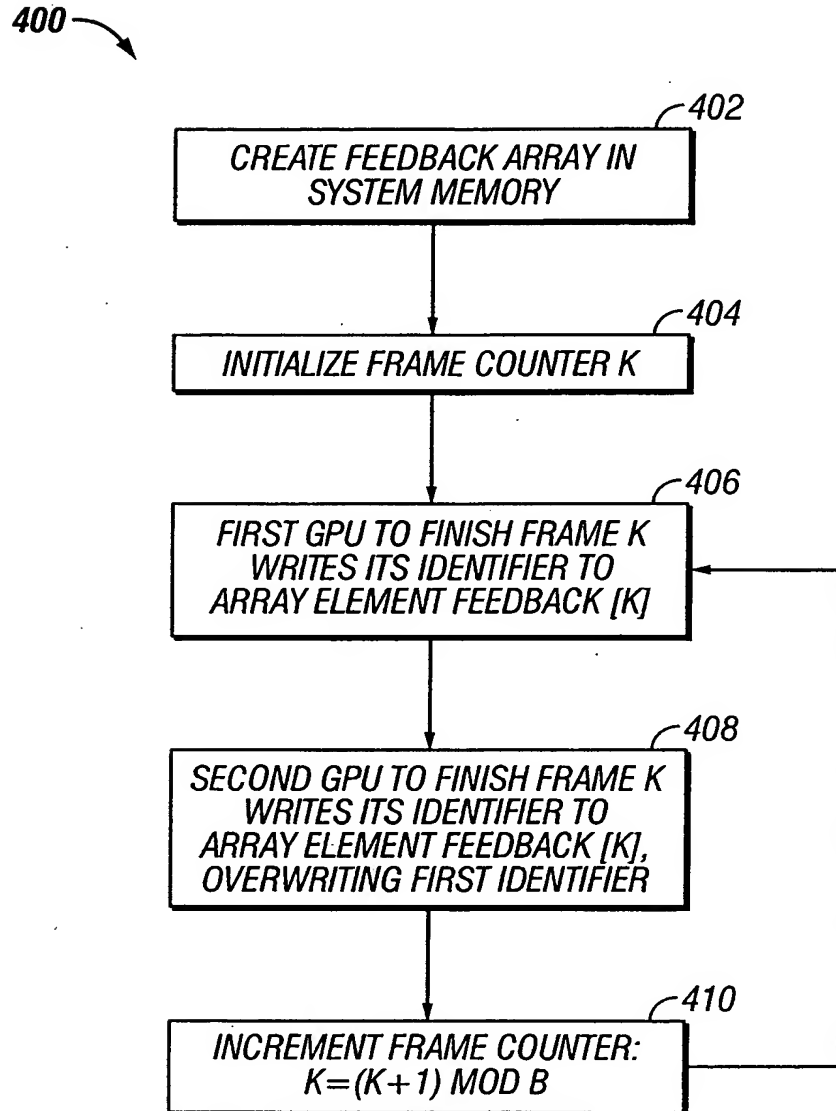 400
402
CREATE FEEDBACK ARRAY IN
SYSTEM MEMORY
404
INITIALIZE FRAME COUNTER K
406
FIRST GPU TO FINISH FRAME K
WRITES ITS IDENTIFIER TO
ARRAY ELEMENT FEEDBACK [K]
408
SECOND GPU TO FINISH FRAME K
WRITES ITS IDENTIFIER TO
ARRAY ELEMENT FEEDBACK [K],
OVERWRITING FIRST IDENTIFIER
410
INCREMENT FRAME COUNTER:
K=(K+1) MOD B